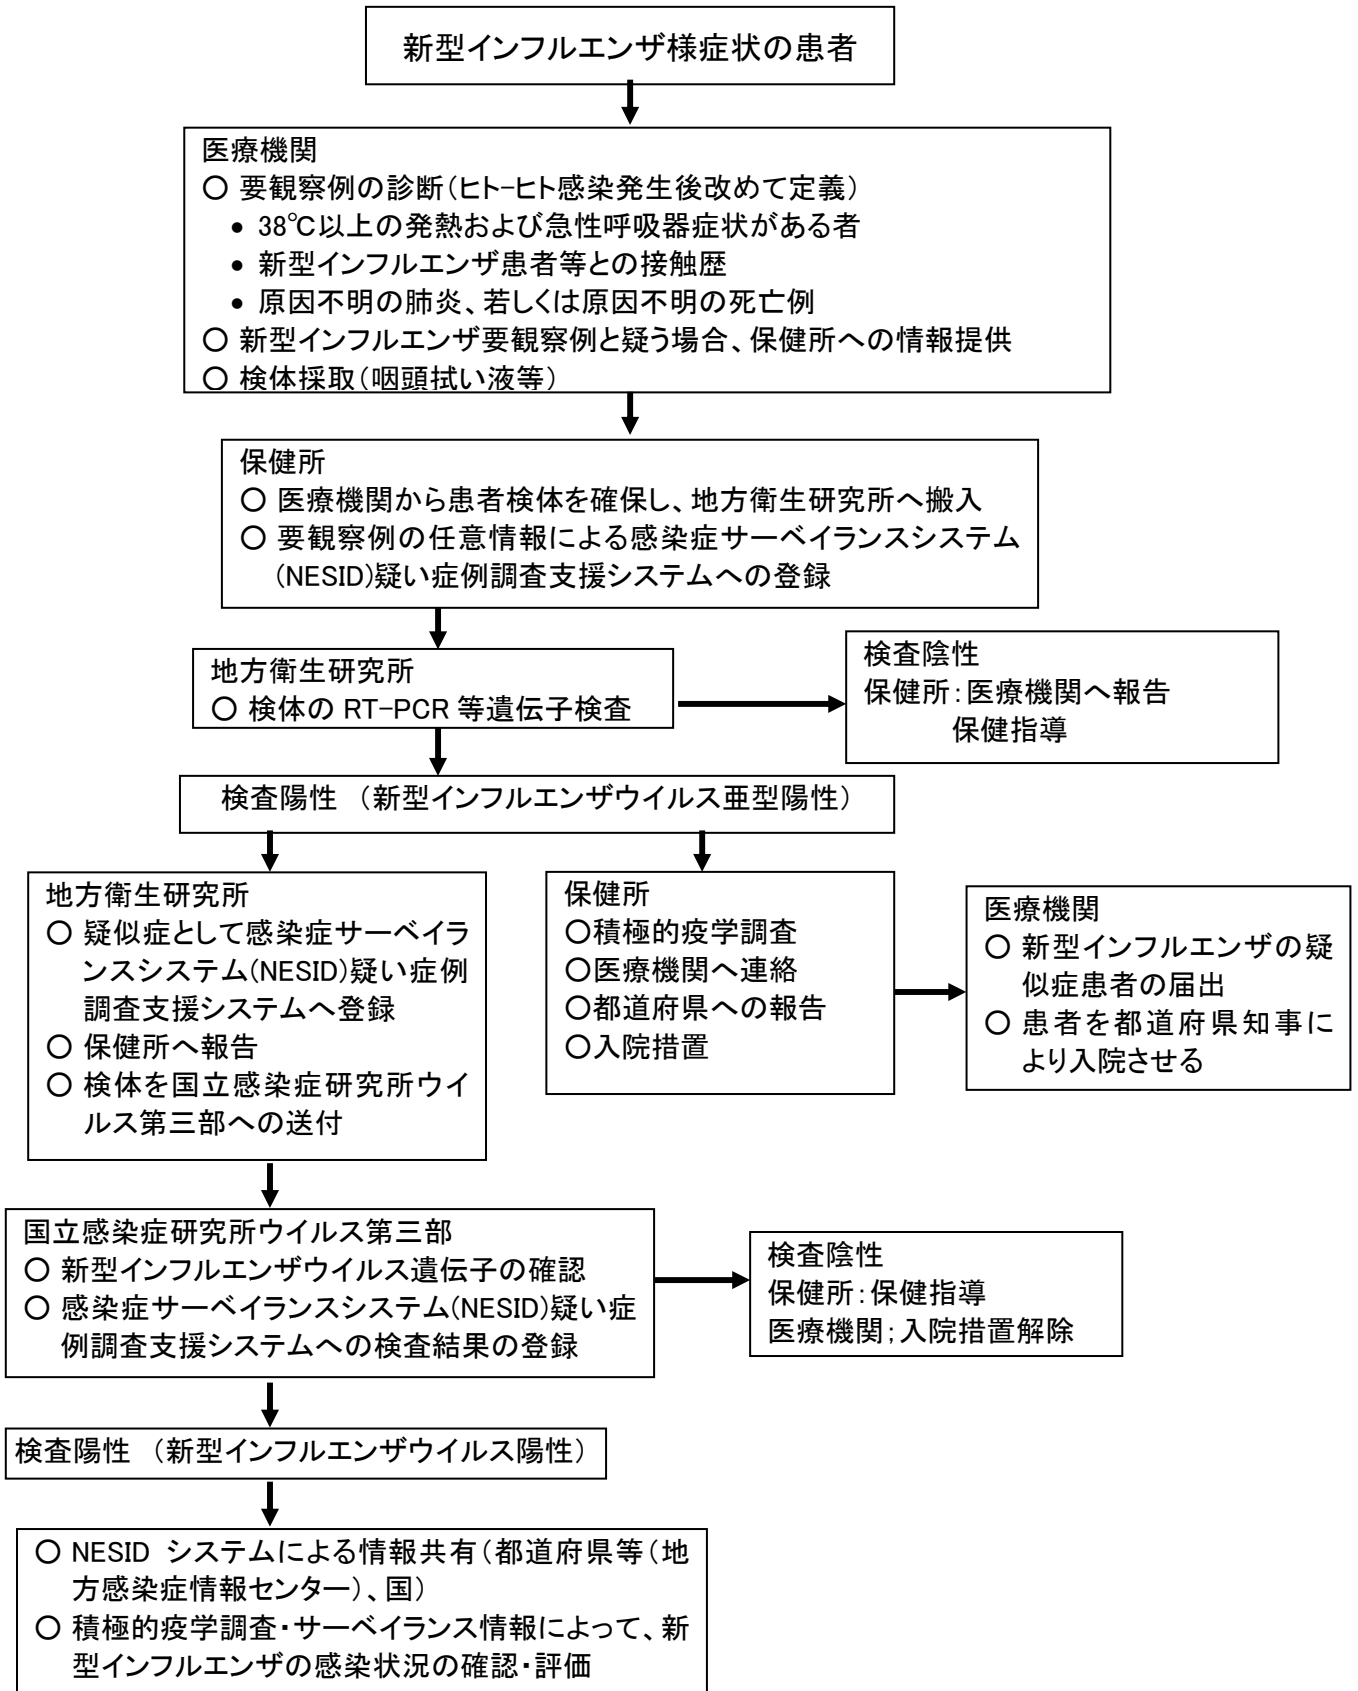 新型インフルエンザ様症状の患者
医療機関
○ 要観察例の診断(ヒト-ヒト感染発生後改めて定義)
• 38℃以上の発熱および急性呼吸器症状がある者
• 新型インフルエンザ患者等との接触歴
• 原因不明の肺炎、若しくは原因不明の死亡例
○ 新型インフルエンザ要観察例と疑う場合、保健所への情報提供
○ 検体採取(咽頭拭い液等)
保健所
○ 医療機関から患者検体を確保し、地方衛生研究所へ搬入
○ 要観察例の任意情報による感染症サーベイランスシステム
(NESID)疑い症例調査支援システムへの登録
地方衛生研究所
○ 検体の RT-PCR 等遺伝子検査
検査陰性
保健所:医療機関へ報告
保健指導
検査陽性 (新型インフルエンザウイルス亜型陽性)
地方衛生研究所
○ 疑似症として感染症サーベイラ
ンスシステム(NESID)疑い症例
調査支援システムへ登録
○ 保健所へ報告
○ 検体を国立感染症研究所ウイ
ルス第三部への送付
保健所
○積極的疫学調査
○医療機関へ連絡
○都道府県への報告
○入院措置
医療機関
○ 新型インフルエンザの疑
似症患者の届出
○ 患者を都道府県知事に
より入院させる
国立感染症研究所ウイルス第三部
○ 新型インフルエンザウイルス遺伝子の確認
○ 感染症サーベイランスシステム(NESID)疑い症
例調査支援システムへの検査結果の登録
検査陰性
保健所:保健指導
医療機関;入院措置解除
検査陽性 (新型インフルエンザウイルス陽性)
○ NESID システムによる情報共有(都道府県等(地
方感染症情報センター)、国)
○ 積極的疫学調査・サーベイランス情報によって、新
型インフルエンザの感染状況の確認・評価